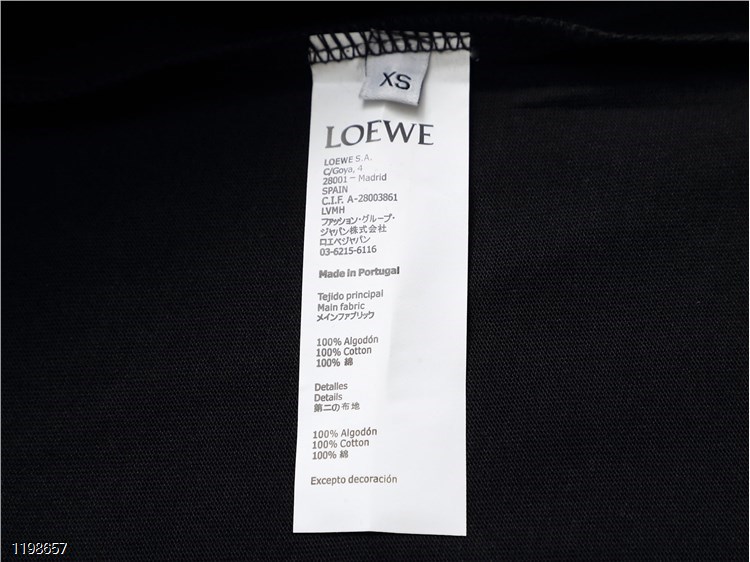 XS
LOEWE
LOEWE S.A.
C/Goya, 4
28001 - Madrid
SPAIN
C.I.F. A-28003861
LVMH
ファッション・グループ・
ジャパン株式会社
ロエベジャパン
03-6215-6116
Made in Portugal
Tejido principal
Main fabric
メインファブリック
100% Algodón
100% Cotton
100% 綿
Detalles
Details
第二の布地
100% Algodón
100% Cotton
100% 綿
Excepto decoración
1198657